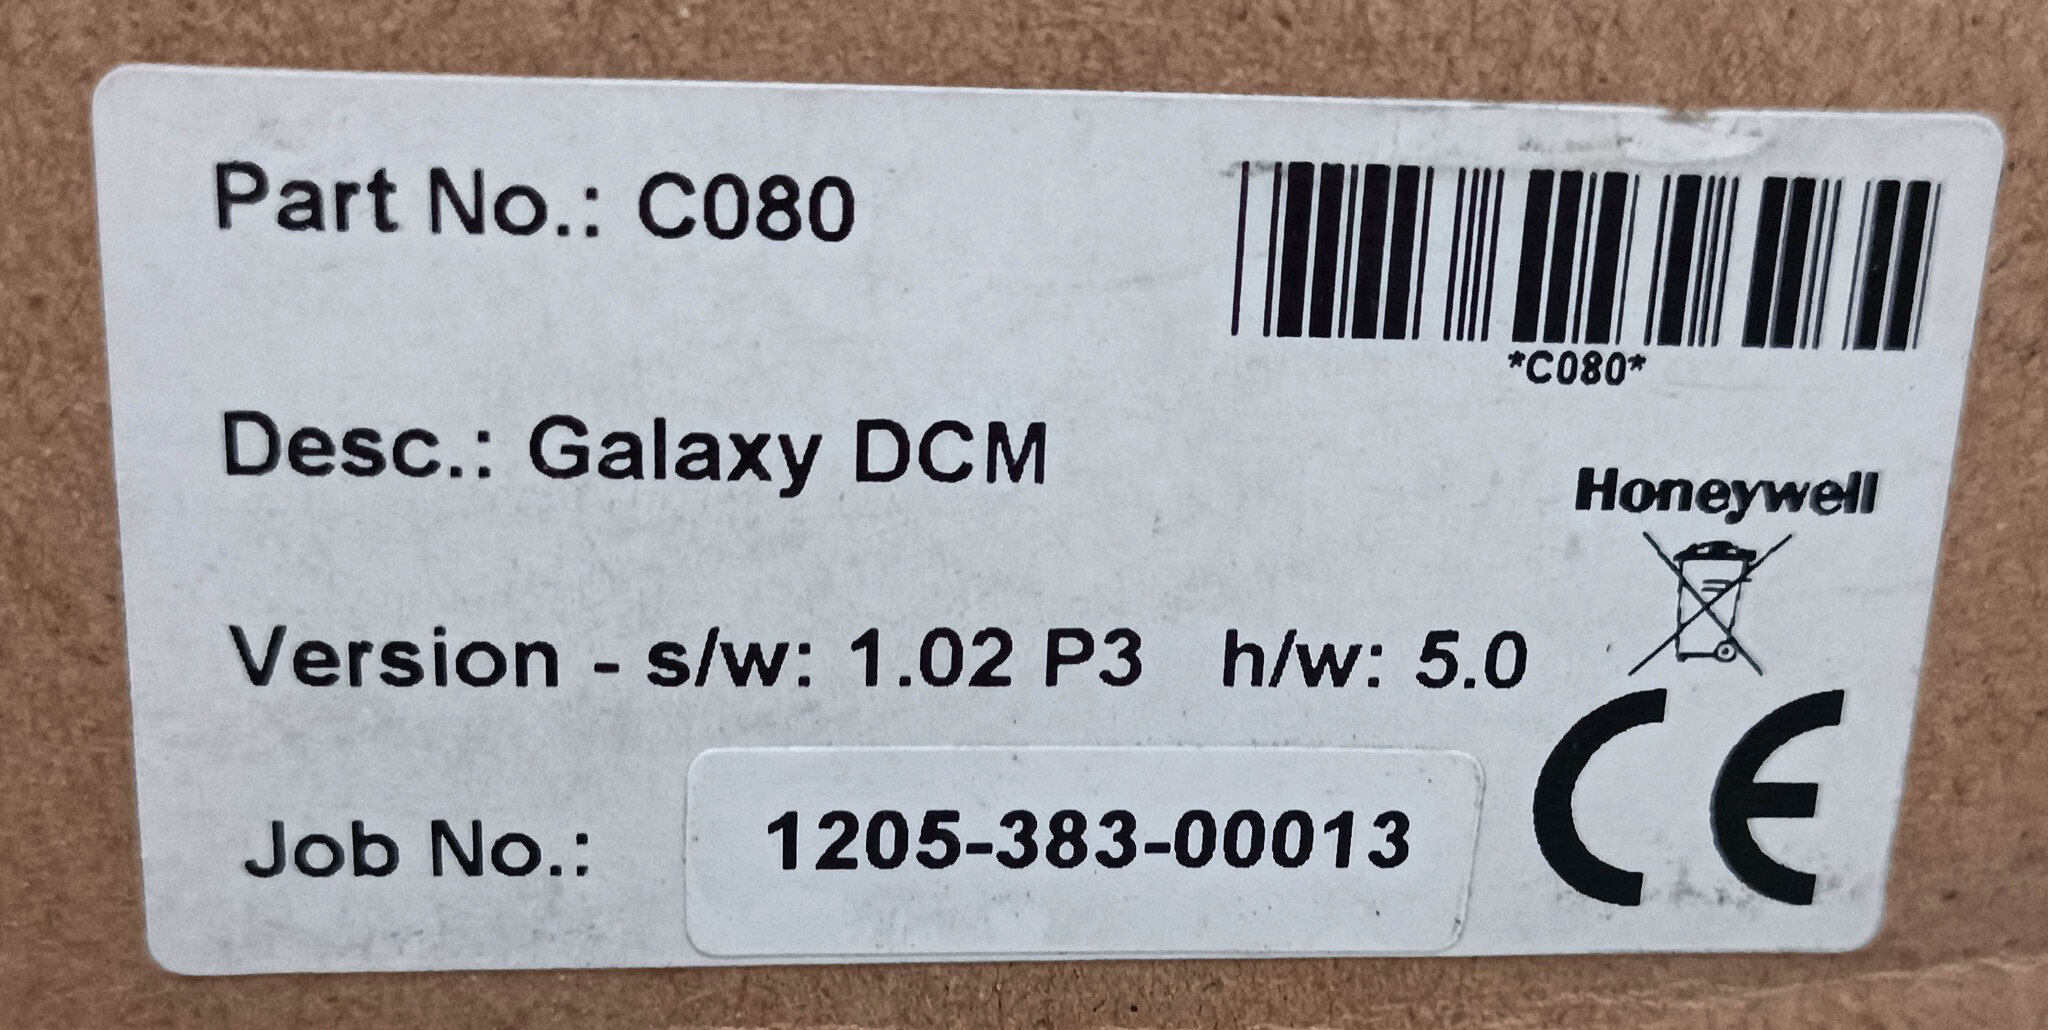 Part No.: C080
*C080*
Desc.: Galaxy DCM
Honeywell
Version - s/w: 1.02 P3 h/w: 5.0
Job No.: 1205-383-00013
CE